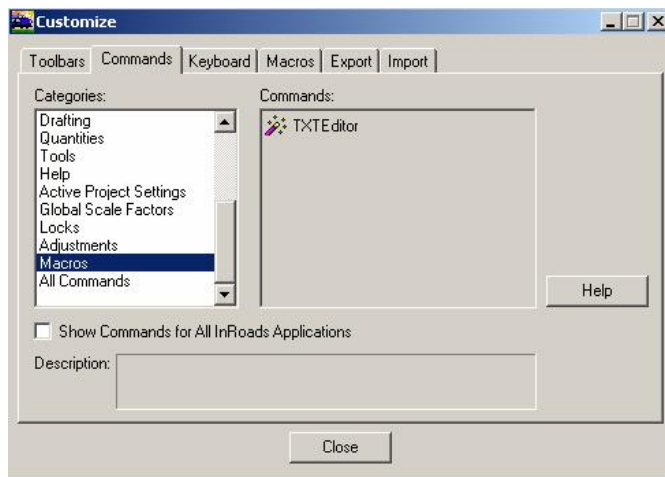 Customize
Toolbars Commands Keyboard Macros Export Import
Categories:
Commands:
Drafting
Quantities
Tools
Help
Active Project Settings
Global Scale Factors
Locks
Adjustments
Macros
All Commands
TXTEditor
Help
Show Commands for All InRoads Applications
Description:
Close